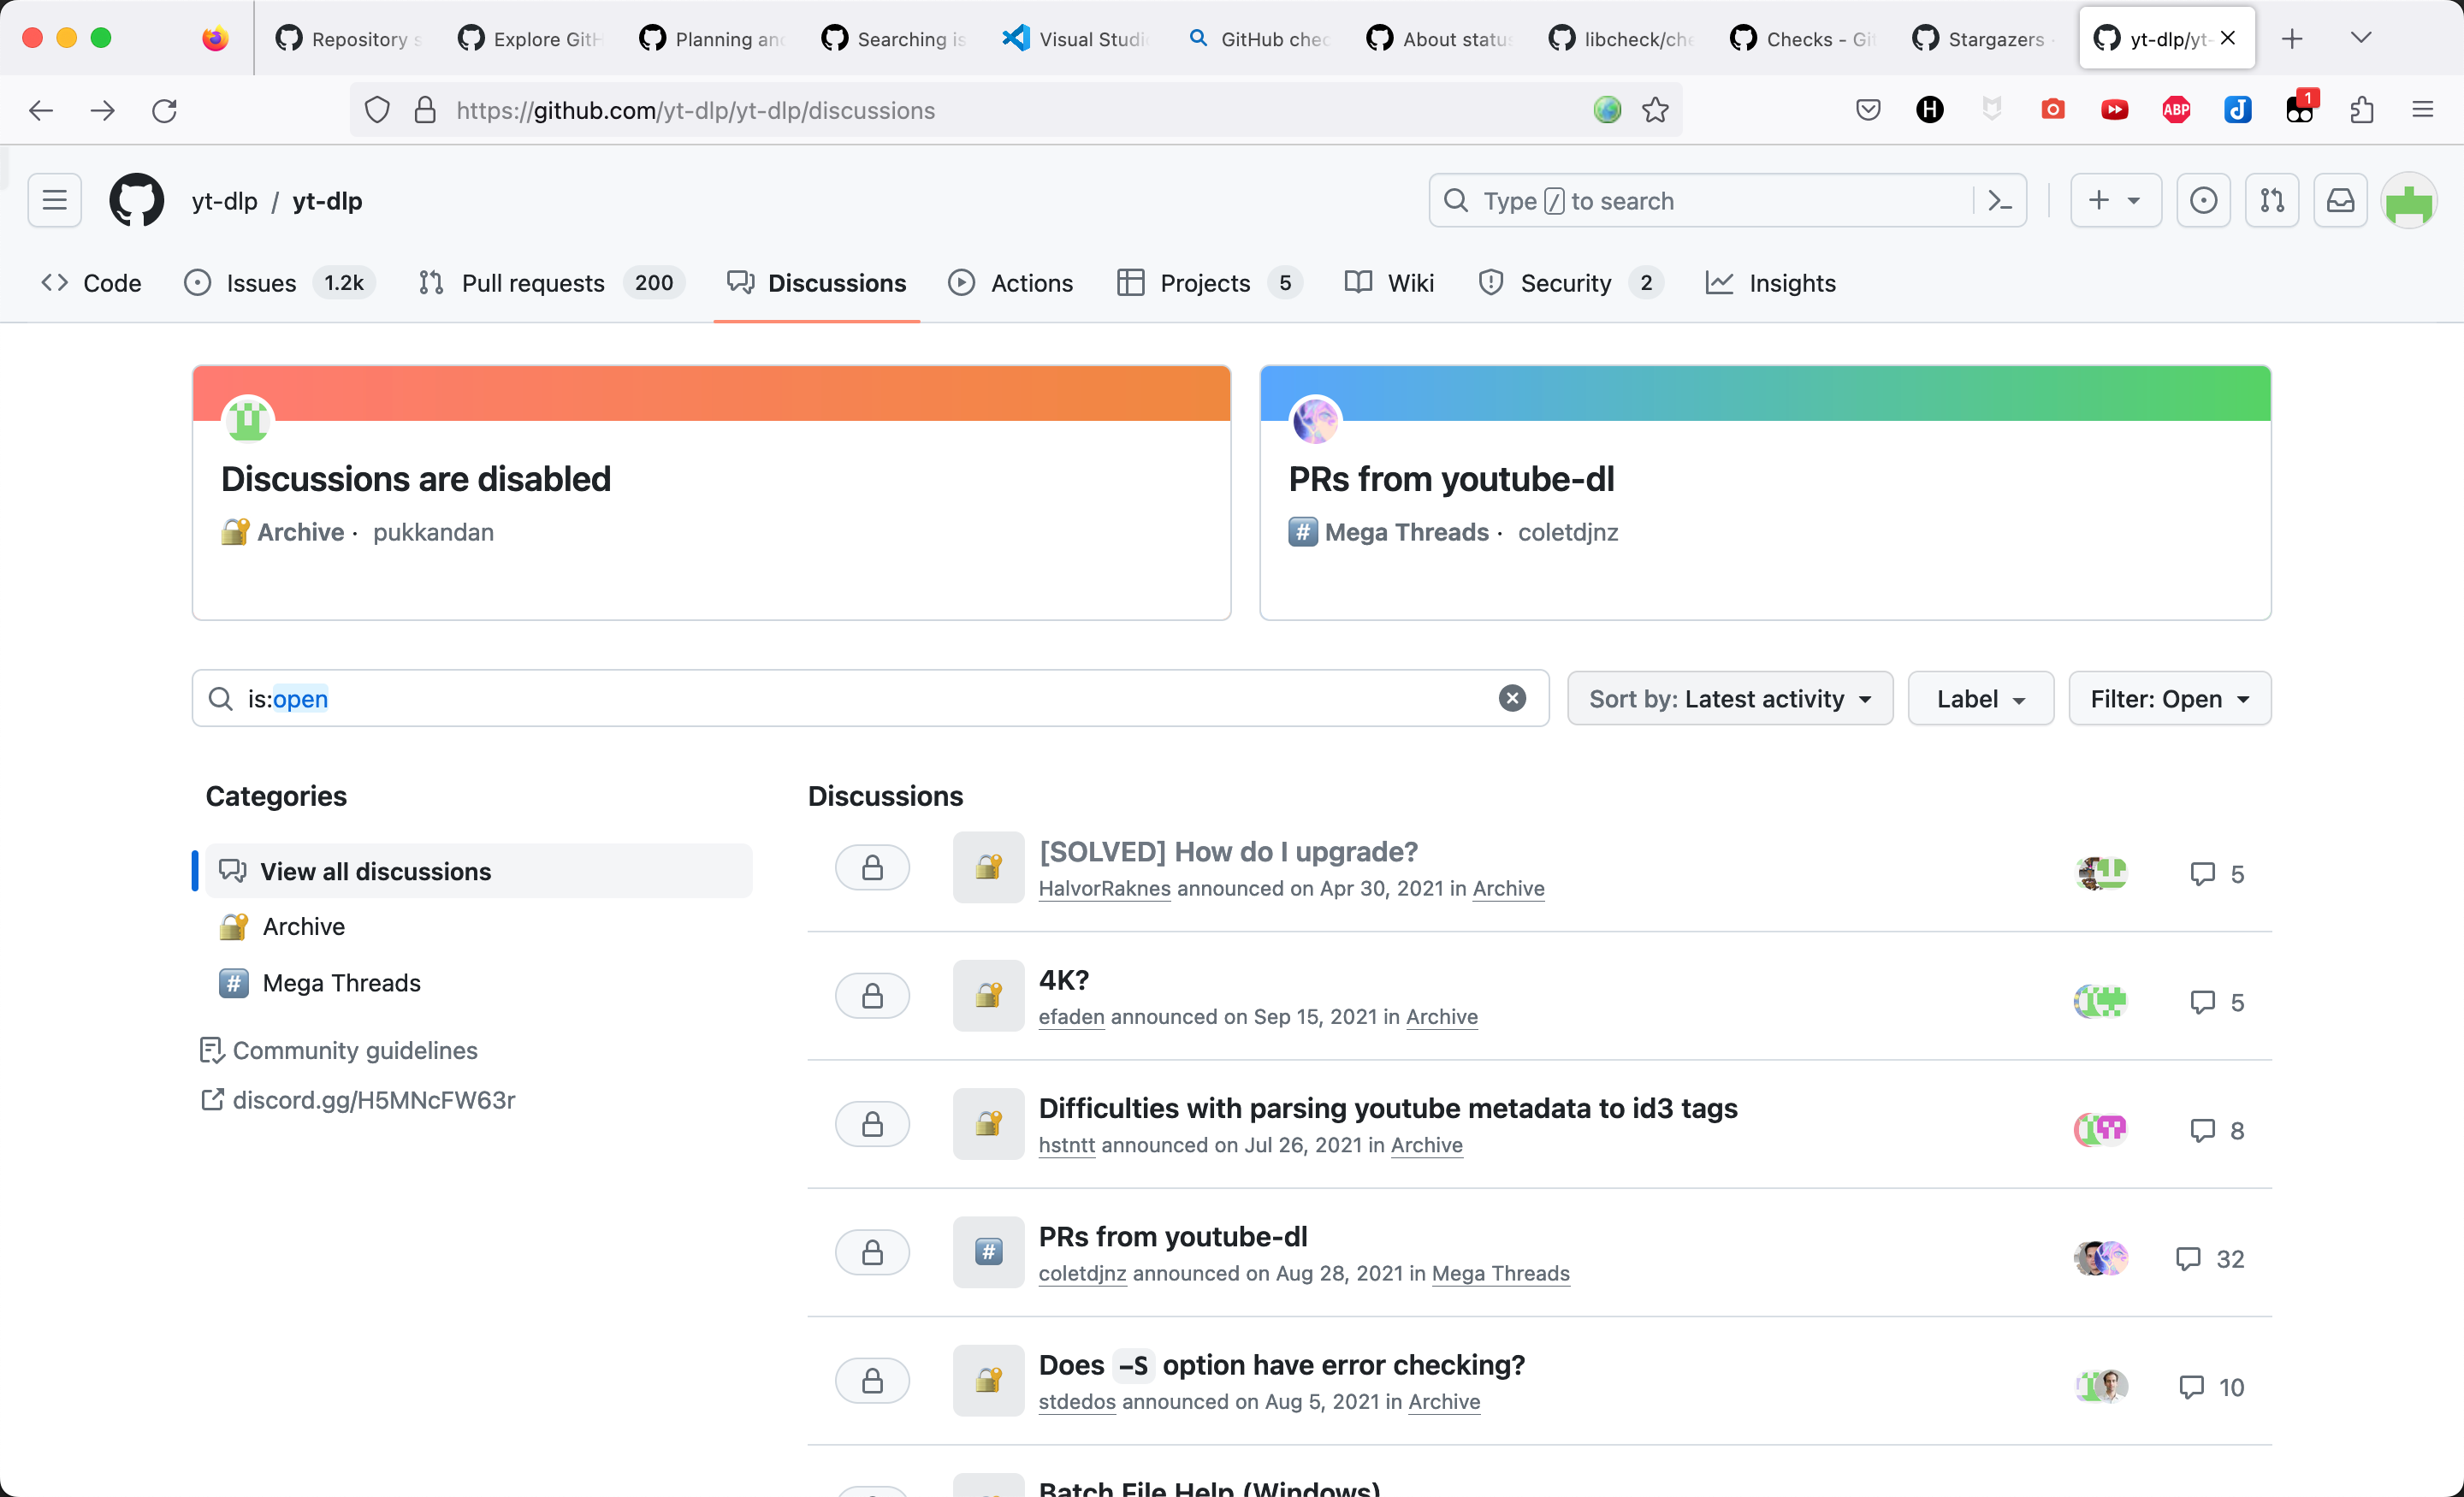 Repository s
Explore GitH
Planning and
Searching is
Visual Studi
GitHub chec
About statu
libcheck/che
Checks - Git
Stargazers
yt-dlp/yt-
https://github.com/yt-dlp/yt-dlp/discussions
H
ABP
1
yt-dlp / yt-dlp
Type / to search
Code
Issues 1.2k
Pull requests 200
Discussions
Actions
Projects 5
Wiki
Security 2
Insights
Discussions are disabled
Archive · pukkandan
PRs from youtube-dl
# Mega Threads · coletdjnz
is:open
Sort by: Latest activity
Label
Filter: Open
Categories
View all discussions
Archive
# Mega Threads
Community guidelines
discord.gg/H5MNcFW63r
Discussions
[SOLVED] How do I upgrade?
HalvorRaknes announced on Apr 30, 2021 in Archive
5
4K?
efaden announced on Sep 15, 2021 in Archive
5
Difficulties with parsing youtube metadata to id3 tags
hstntt announced on Jul 26, 2021 in Archive
8
#
PRs from youtube-dl
coletdjnz announced on Aug 28, 2021 in Mega Threads
32
Does -S option have error checking?
stdedos announced on Aug 5, 2021 in Archive
10
Batch File Help (Windows)